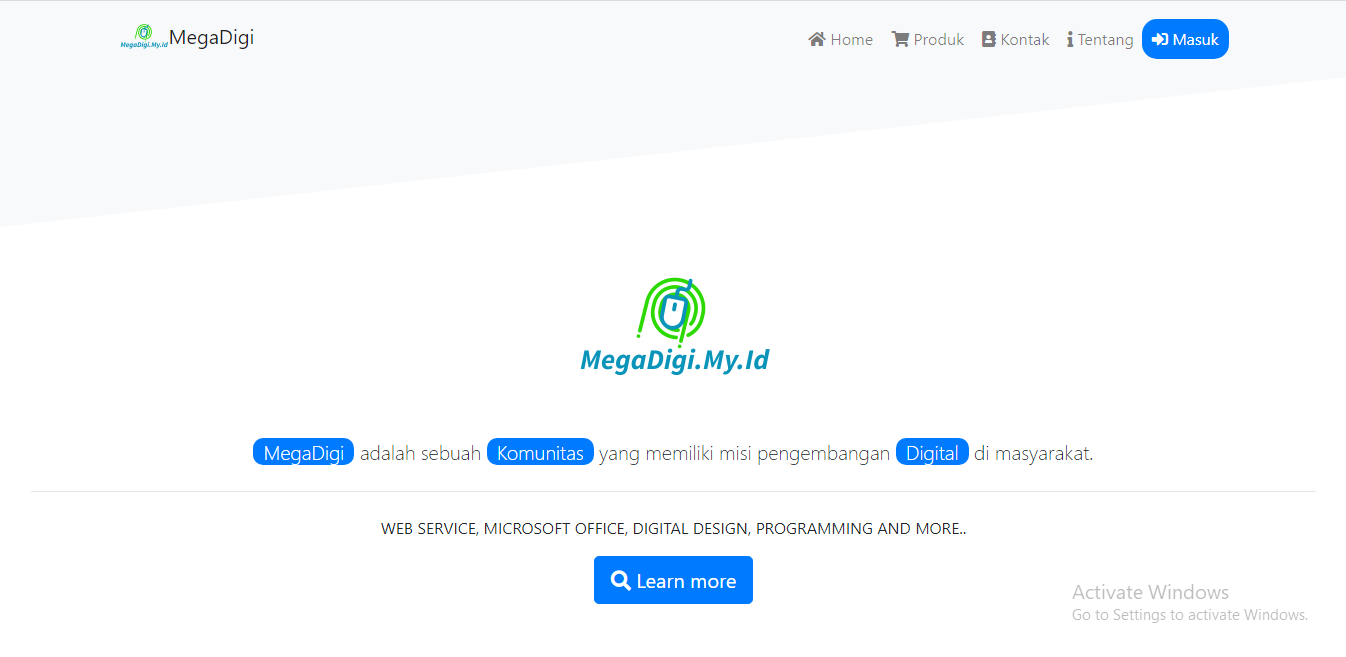 MegaDigi.My.Id MegaDigi Home Produk Kontak Tentang Masuk
MegaDigi.My.Id
MegaDigi adalah sebuah Komunitas yang memiliki misi pengembangan Digital di masyarakat.
WEB SERVICE, MICROSOFT OFFICE, DIGITAL DESIGN, PROGRAMMING AND MORE..
Learn more
Activate Windows
Go to Settings to activate Windows.